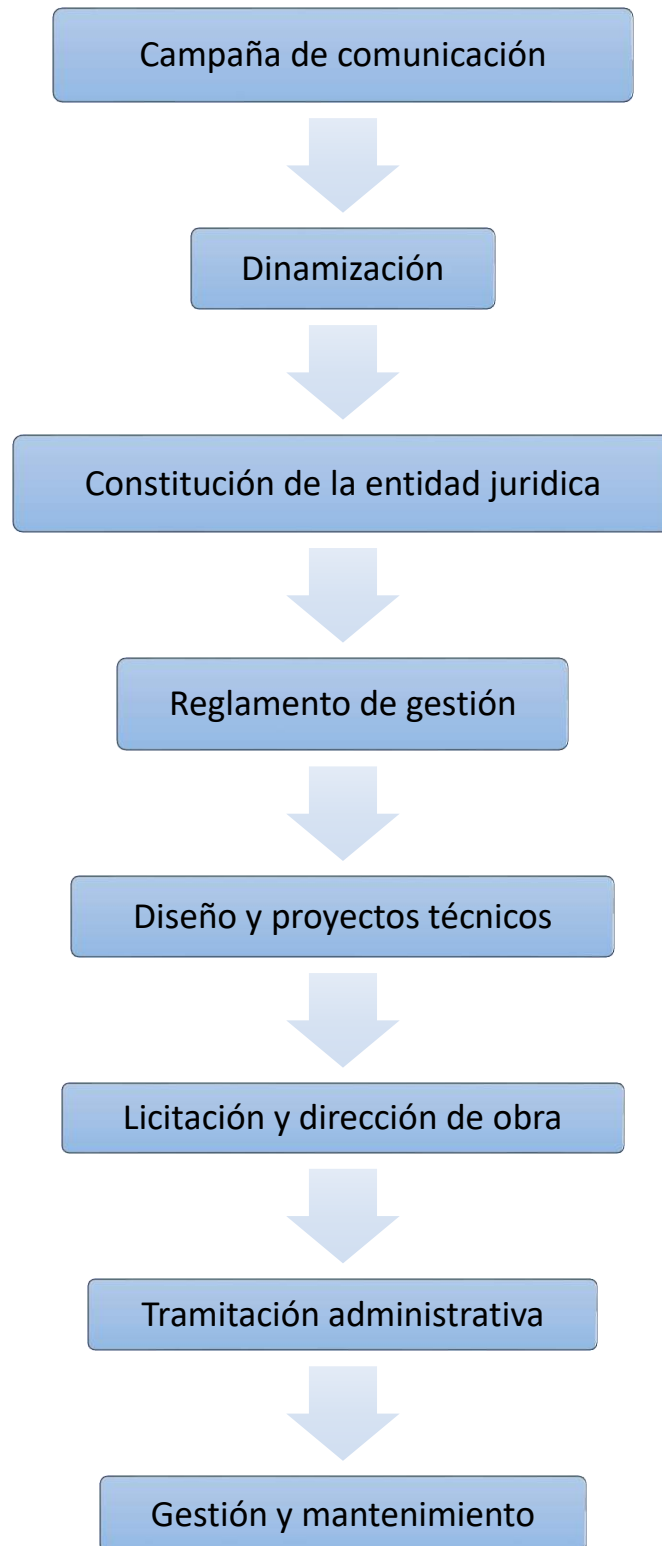 Campaña de comunicación
Dinamización
Constitución de la entidad juridica
Reglamento de gestión
Diseño y proyectos técnicos
Licitación y dirección de obra
Tramitación administrativa
Gestión y mantenimiento